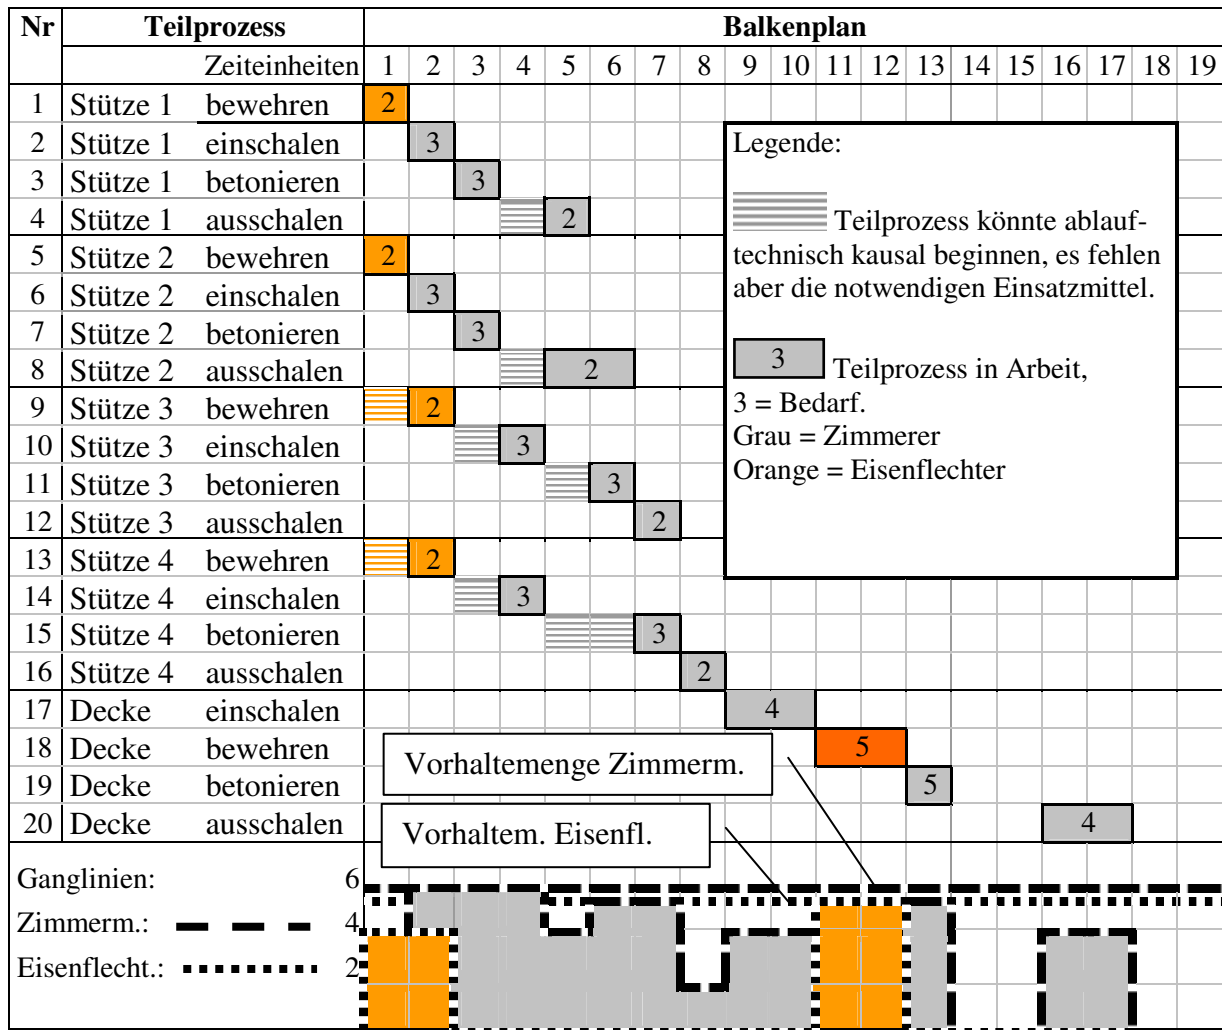 Nr Teilprozess Balkenplan
Zeiteinheiten 1 2 3 4 5 6 7 8 9 10 11 12 13 14 15 16 17 18 19
1 Stütze 1 bewehren 2
2 Stütze 1 einschalen 3
3 Stütze 1 betonieren 3
4 Stütze 1 ausschalen 2
5 Stütze 2 bewehren 2
6 Stütze 2 einschalen 3
7 Stütze 2 betonieren 3
8 Stütze 2 ausschalen 2
9 Stütze 3 bewehren 2
10 Stütze 3 einschalen 3
11 Stütze 3 betonieren 3
12 Stütze 3 ausschalen 2
13 Stütze 4 bewehren 2
14 Stütze 4 einschalen 3
15 Stütze 4 betonieren 3
16 Stütze 4 ausschalen 2
17 Decke einschalen 4
18 Decke bewehren 5
19 Decke betonieren 5
20 Decke ausschalen 4
Legende:
Teilprozess könnte ablauf-
technisch kausal beginnen, es fehlen
aber die notwendigen Einsatzmittel.
3 Teilprozess in Arbeit,
3 = Bedarf.
Grau = Zimmerer
Orange = Eisenflechter
Vorhaltemenge Zimmerm.
Vorhaltem. Eisenfl.
Ganglinien: 6
Zimmerm.: 4
Eisenflecht.: 2